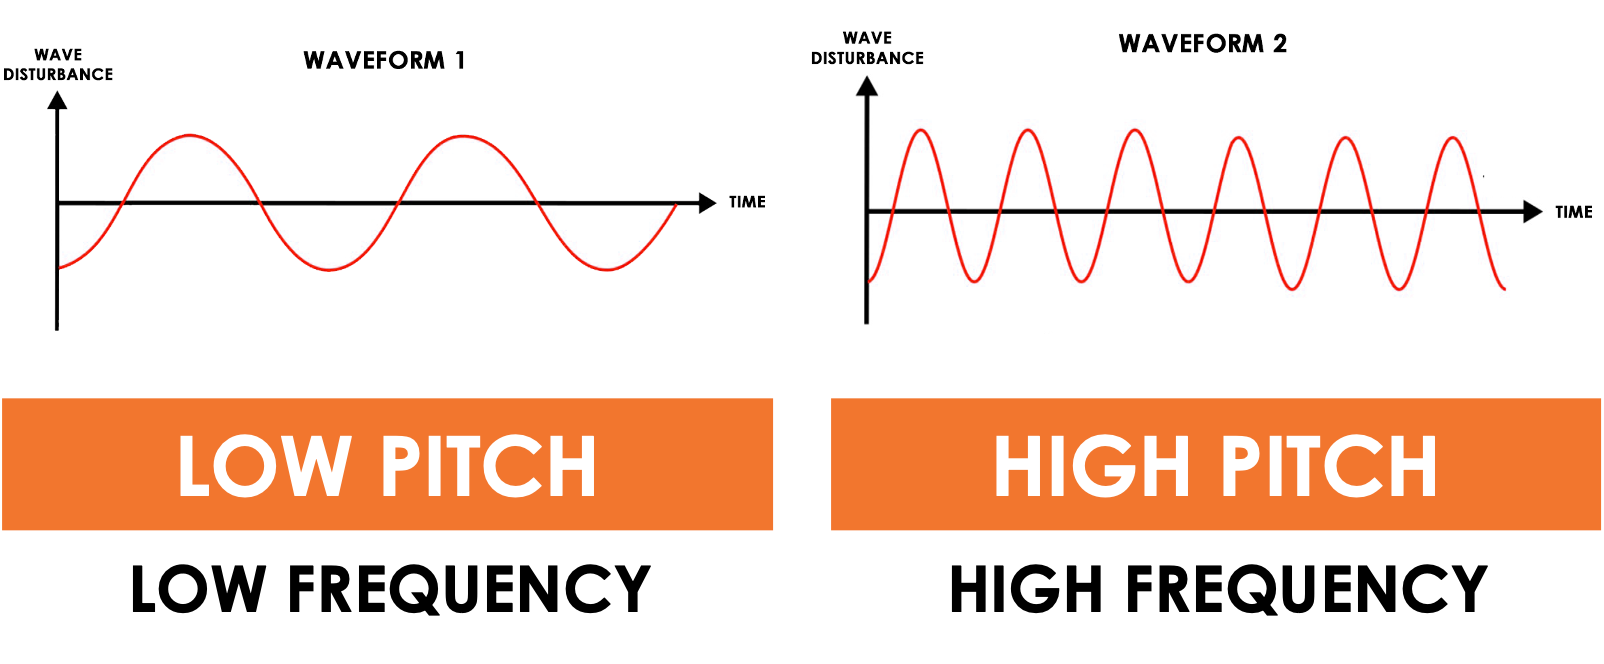 WAVE
DISTURBANCE
WAVEFORM 1
TIME
LOW PITCH
LOW FREQUENCY
WAVE
DISTURBANCE
WAVEFORM 2
TIME
HIGH PITCH
HIGH FREQUENCY